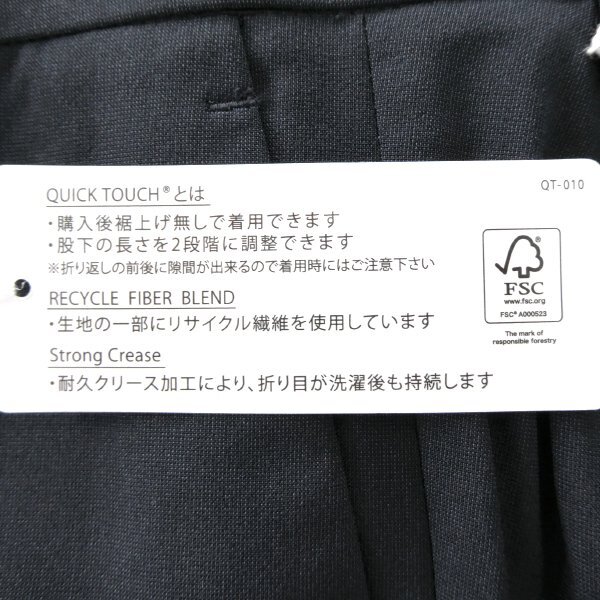 QT-010
QUICK TOUCH®とは
・購入後裾上げ無しで着用できます
・股下の長さを2段階に調整できます
※折り返しの前後に隙間が出来るので着用時にはご注意下さい
RECYCLE FIBER BLEND
・生地の一部にリサイクル繊維を使用しています
Strong Crease
・耐久クリース加工により、折り目が洗濯後も持続します
FSC
www.fsc.org
FSC® A000523
The mark of
responsible forestry